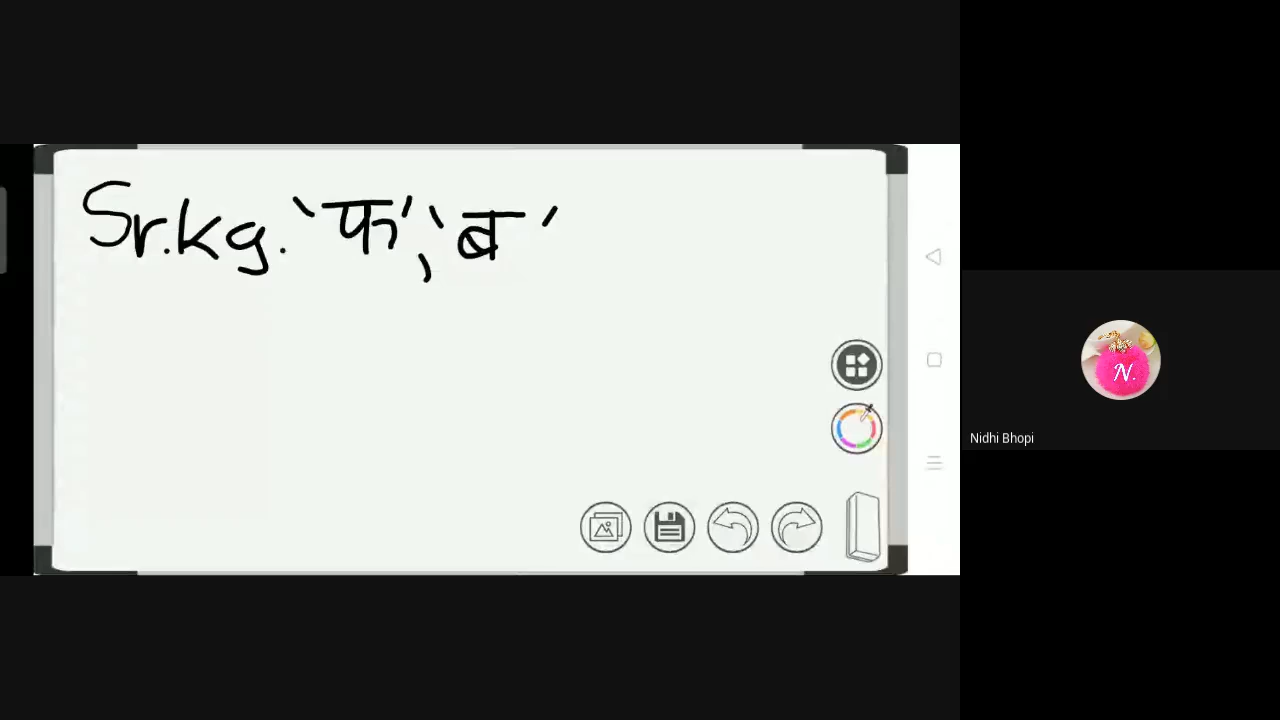 Sr.kg. 'फ', 'ब'
N.
Nidhi Bhopi